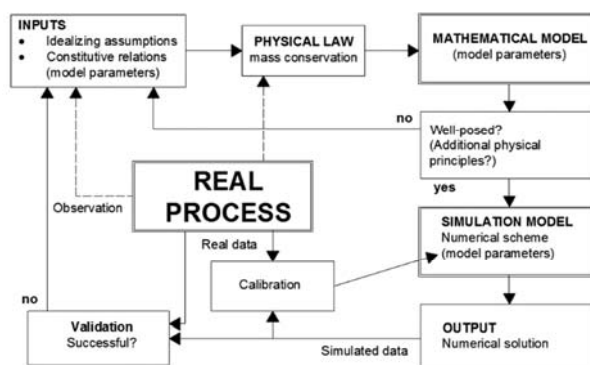 INPUTS
• Idealizing assumptions
• Constitutive relations
(model parameters)
PHYSICAL LAW
mass conservation
MATHEMATICAL MODEL
(model parameters)
no
Well-posed?
(Additional physical
principles?)
yes
REAL
PROCESS
Observation
Real data
SIMULATION MODEL
Numerical scheme
(model parameters)
Calibration
no
Validation
Successful?
Simulated data
OUTPUT
Numerical solution